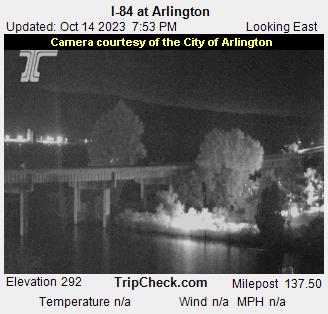 I-84 at Arlington
Updated: Oct 14 2023 7:53 PM Looking East
Camera courtesy of the City of Arlington
Elevation 292 TripCheck.com Milepost 137.50
Temperature n/a Wind n/a MPH n/a